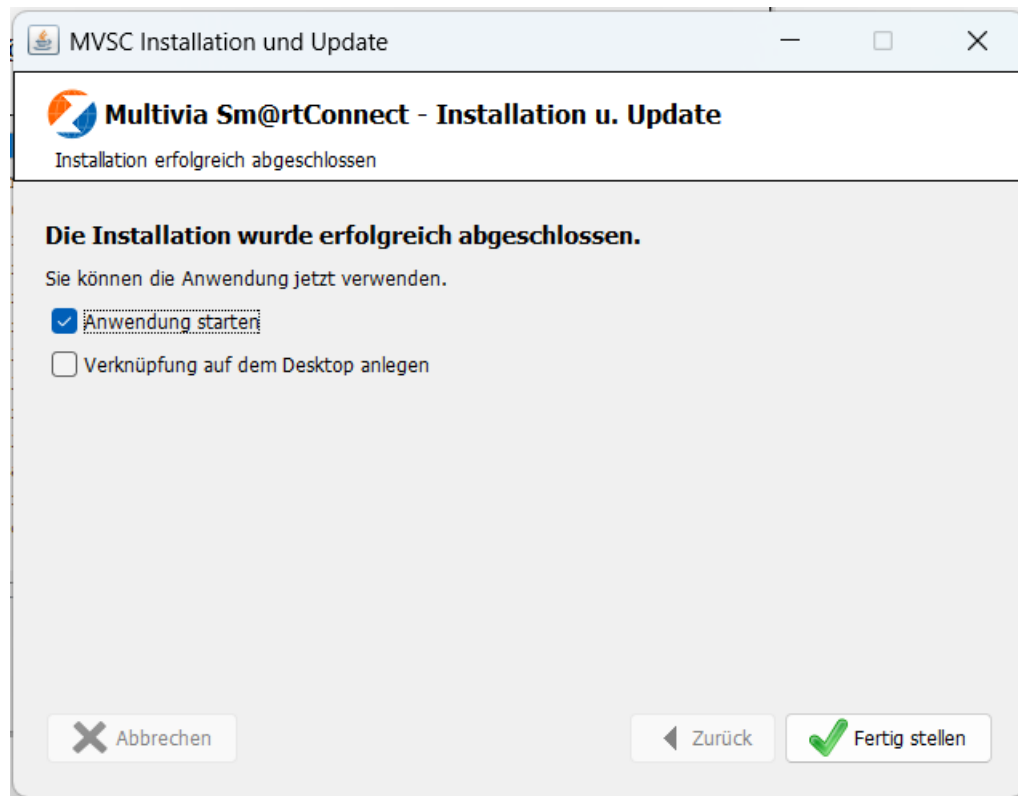 MVSC Installation und Update
Multivia Sm@rtConnect - Installation u. Update
Installation erfolgreich abgeschlossen
Die Installation wurde erfolgreich abgeschlossen.
Sie können die Anwendung jetzt verwenden.
Anwendung starten
Verknüpfung auf dem Desktop anlegen
Abbrechen
Zurück
Fertig stellen